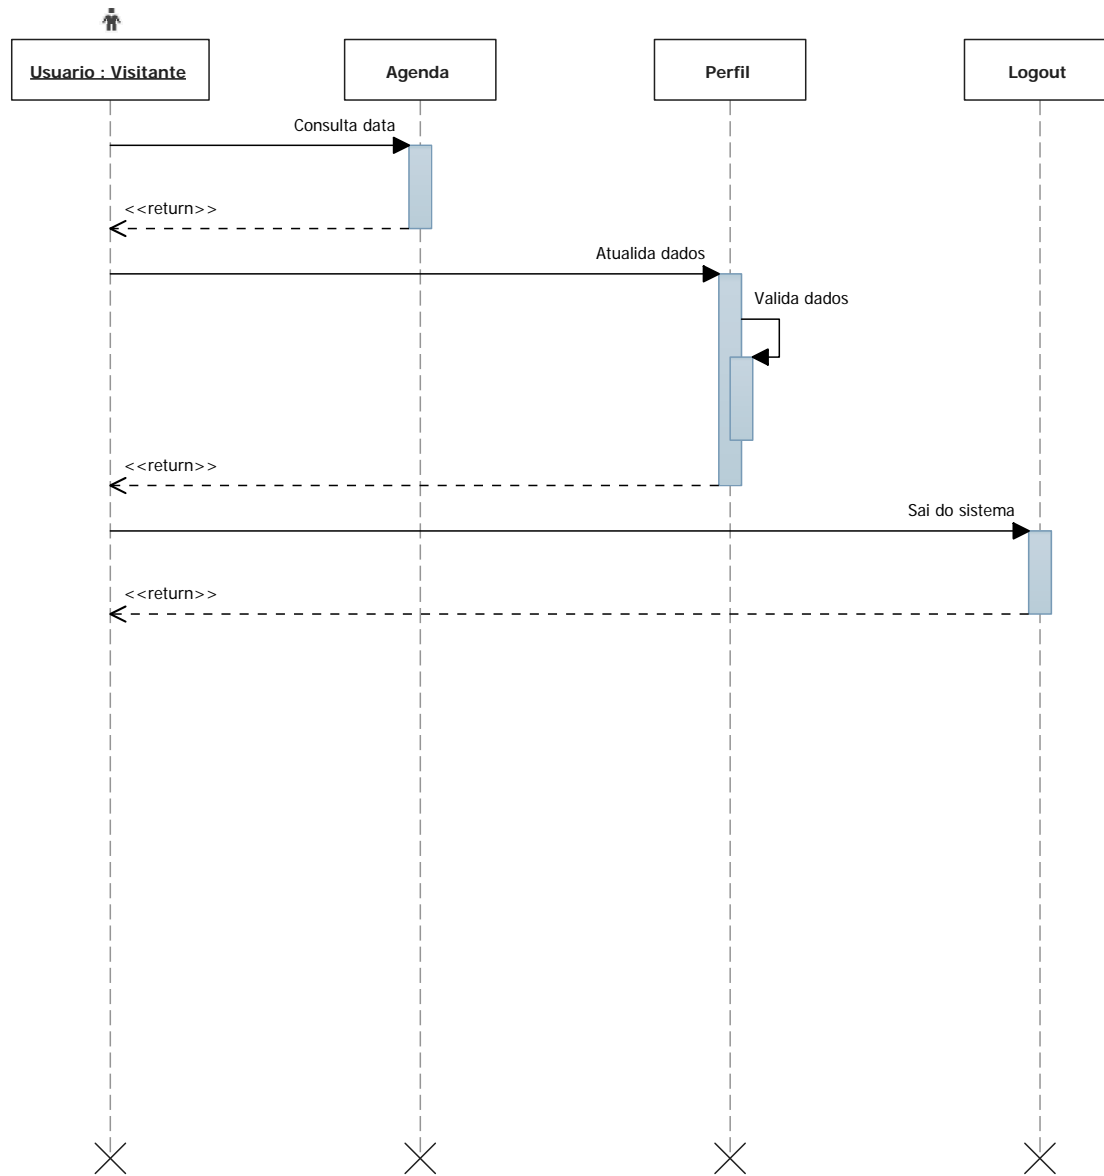 Usuario : Visitante
Agenda
Perfil
Logout
Consulta data
<<return>>
Atualida dados
Valida dados
<<return>>
Sai do sistema
<<return>>